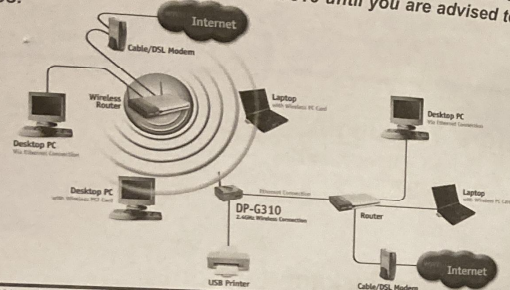 until you are advised to
Internet
Cable/DSL Modem
Wireless
Router
Laptop
with Wireless PC Card
Desktop PC
Via Ethernet Connection
Desktop PC
Via Ethernet Connection
Desktop PC
with Wireless PCI Card
Ethernet Connection
DP-G310
2.4GHz Wireless Connection
Router
Laptop
with Wireless PC Card
USB Printer
Internet
Cable/DSL Modem